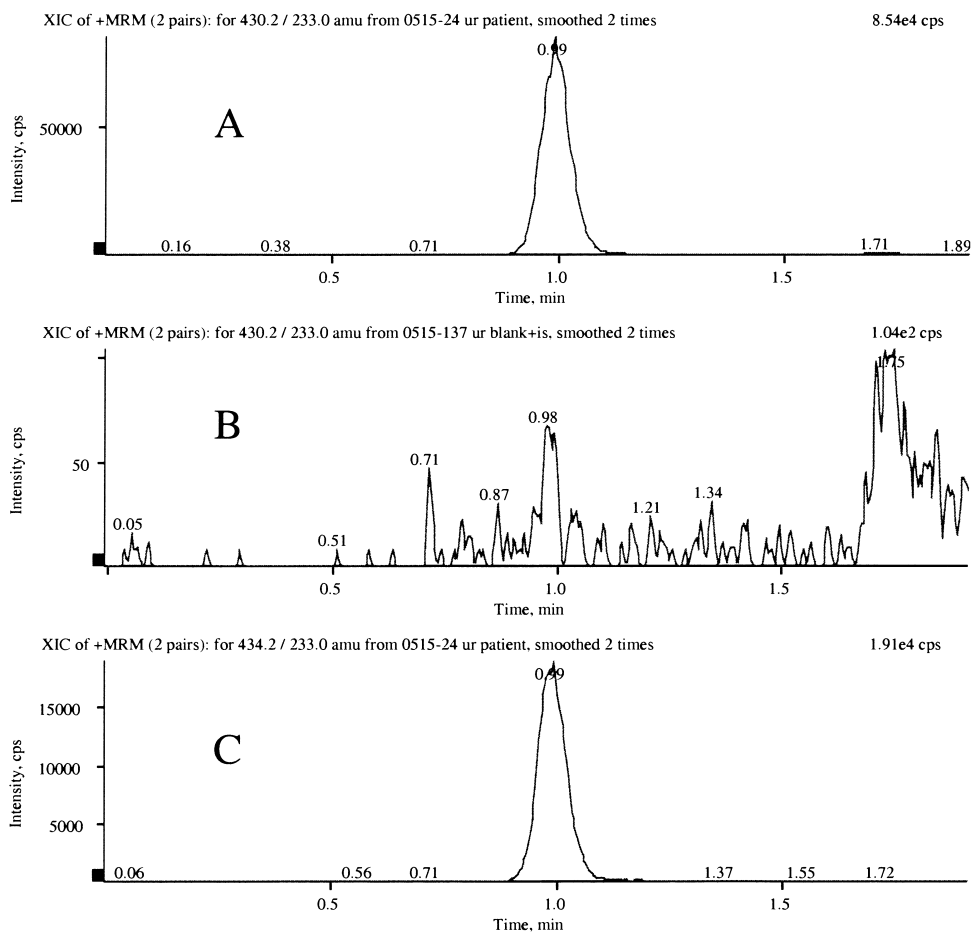 XIC of +MRM (2 pairs): for 430.2 / 233.0 amu from 0515-24 ur patient, smoothed 2 times 8.54e4 cps
0.99
A
50000
Intensity, cps
0.16 0.38 0.71 1.71 1.89
0.5 1.0 1.5
Time, min
XIC of +MRM (2 pairs): for 430.2 / 233.0 amu from 0515-137 ur blank+is, smoothed 2 times 1.04e2 cps
1.75
B
0.98
50
Intensity, cps
0.71
0.87
1.34
1.21
0.05
0.51
0.5 1.0 1.5
Time, min
XIC of +MRM (2 pairs): for 434.2 / 233.0 amu from 0515-24 ur patient, smoothed 2 times 1.91e4 cps
0.99
15000
C
10000
Intensity, cps
5000
0.06 0.56 0.71 1.37 1.55 1.72
0.5 1.0 1.5
Time, min